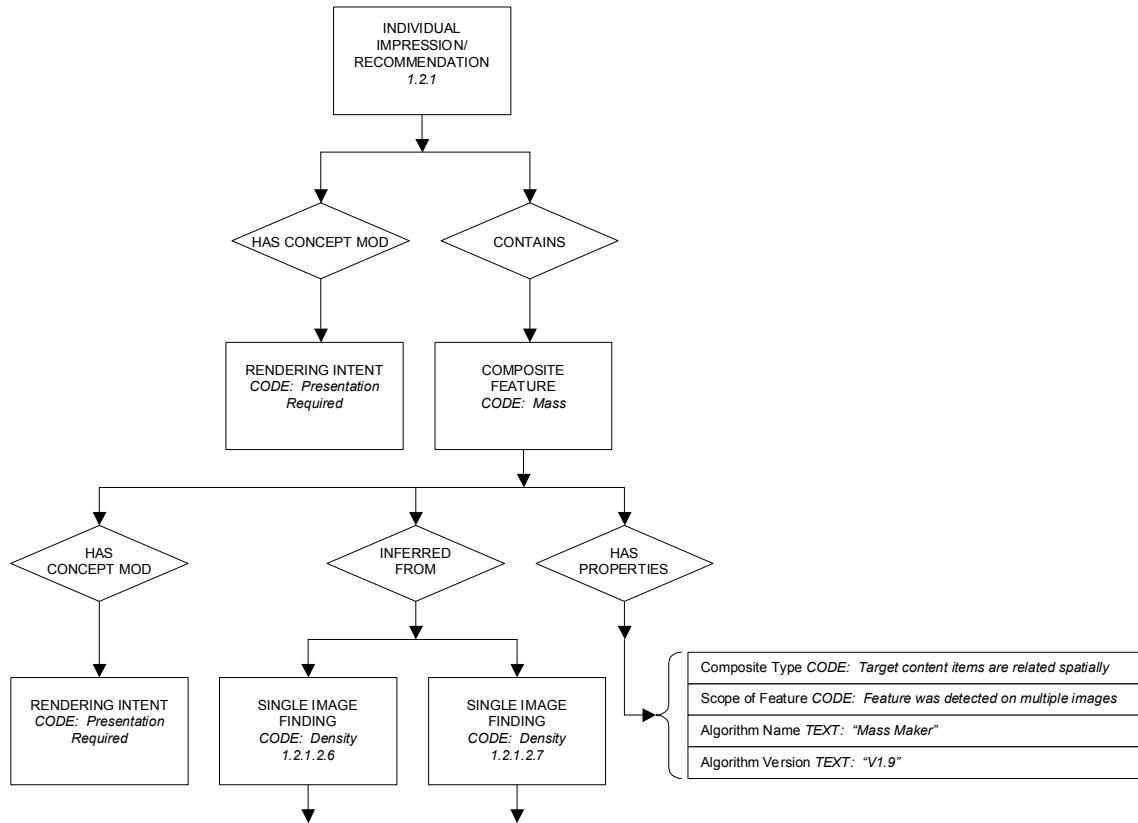 INDIVIDUAL
IMPRESSION/
RECOMMENDATION
1.2.1
HAS CONCEPT MOD
CONTAINS
RENDERING INTENT
CODE: Presentation
Required
COMPOSITE
FEATURE
CODE: Mass
HAS
CONCEPT MOD
INFERRED
FROM
HAS
PROPERTIES
RENDERING INTENT
CODE: Presentation
Required
SINGLE IMAGE
FINDING
CODE: Density
1.2.1.2.6
SINGLE IMAGE
FINDING
CODE: Density
1.2.1.2.7
Composite Type CODE: Target content items are related spatially
Scope of Feature CODE: Feature was detected on multiple images
Algorithm Name TEXT: “Mass Maker”
Algorithm Version TEXT: “V1.9”